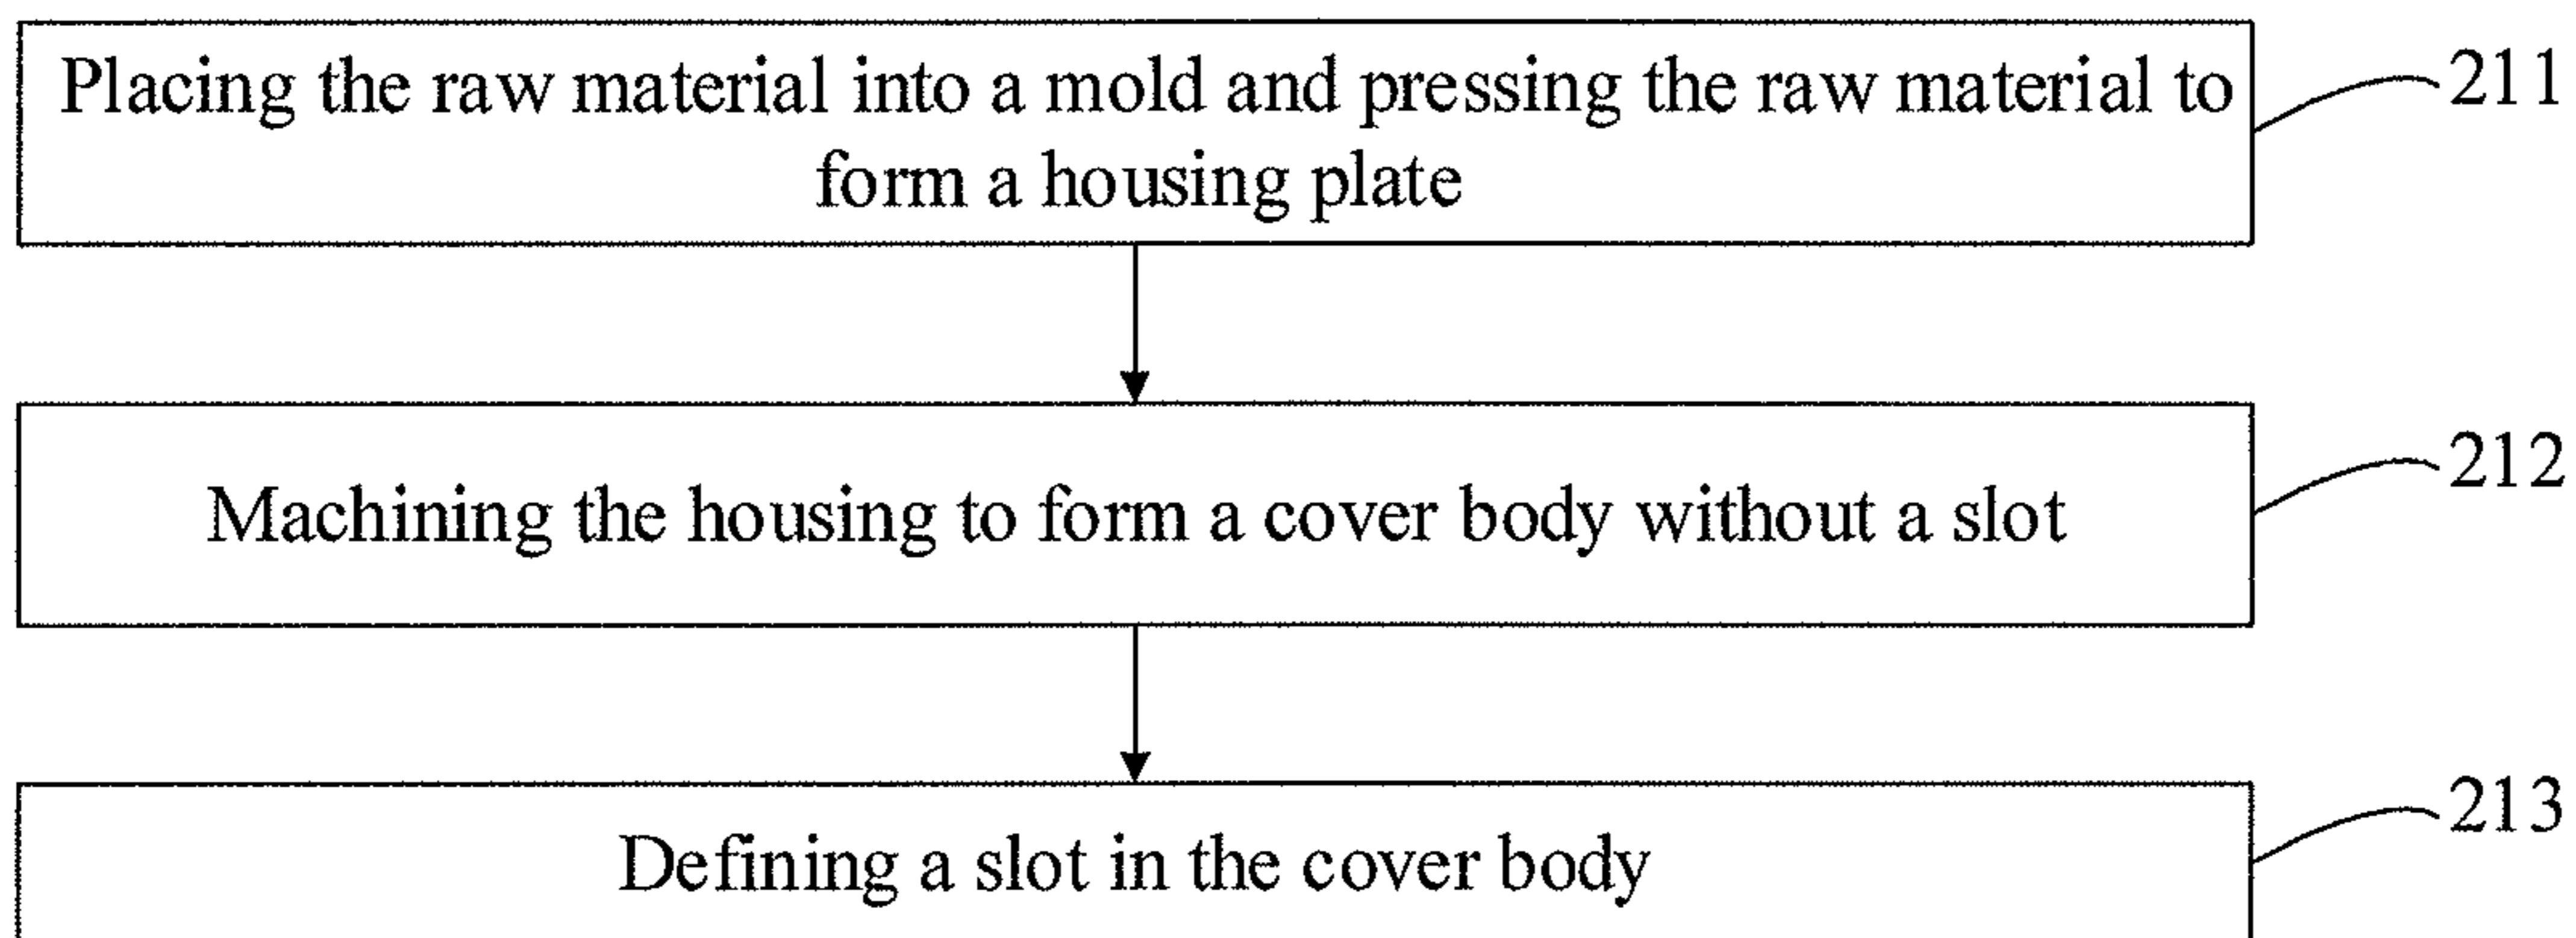 Placing the raw material into a mold and pressing the raw material to
form a housing plate
211
Machining the housing to form a cover body without a slot
212
Defining a slot in the cover body
213